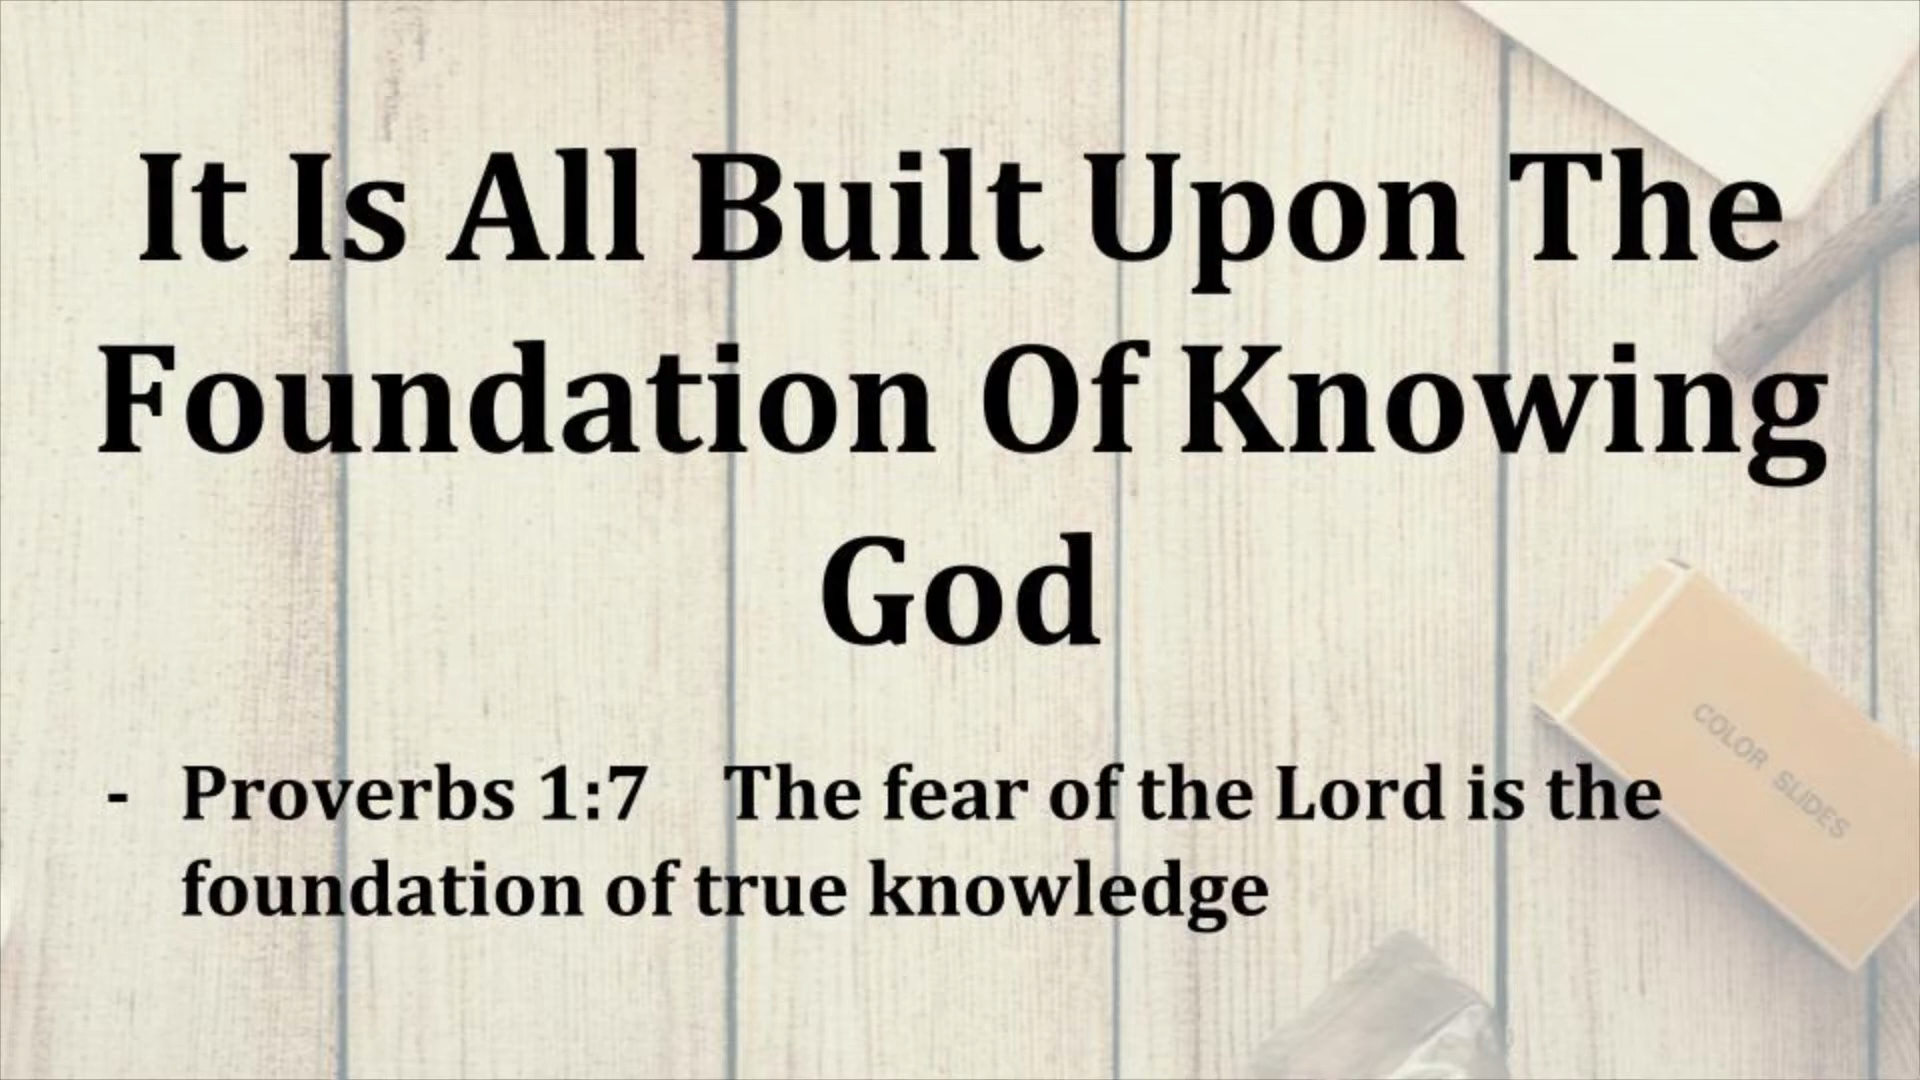 It Is All Built Upon The
Foundation Of Knowing
God
- Proverbs 1:7 The fear of the Lord is the
foundation of true knowledge
COLOR SLIDES